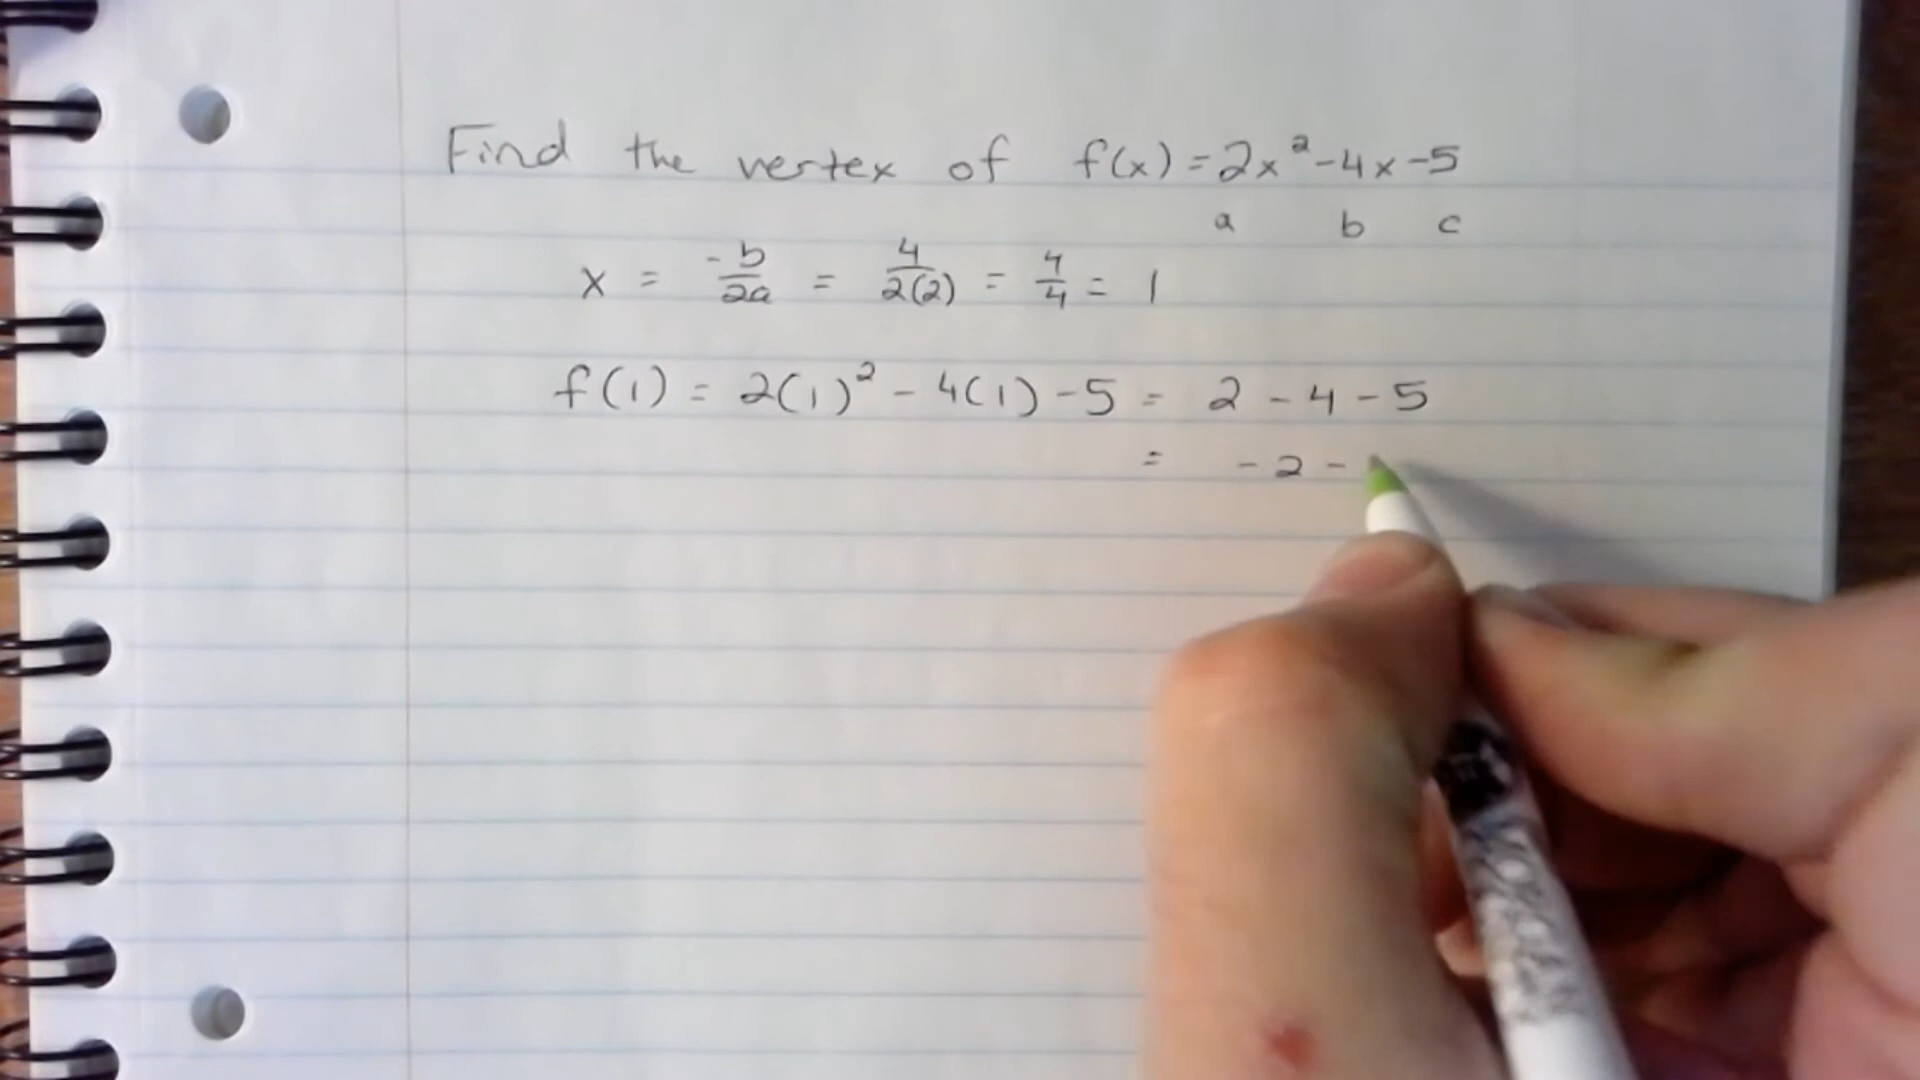 Find the vertex of f(x) = 2x² - 4x - 5
a b c
x = -b/2a = 4/2(2) = 4/4 = 1
f(1) = 2(1)² - 4(1) - 5 = 2 - 4 - 5
= -2 -